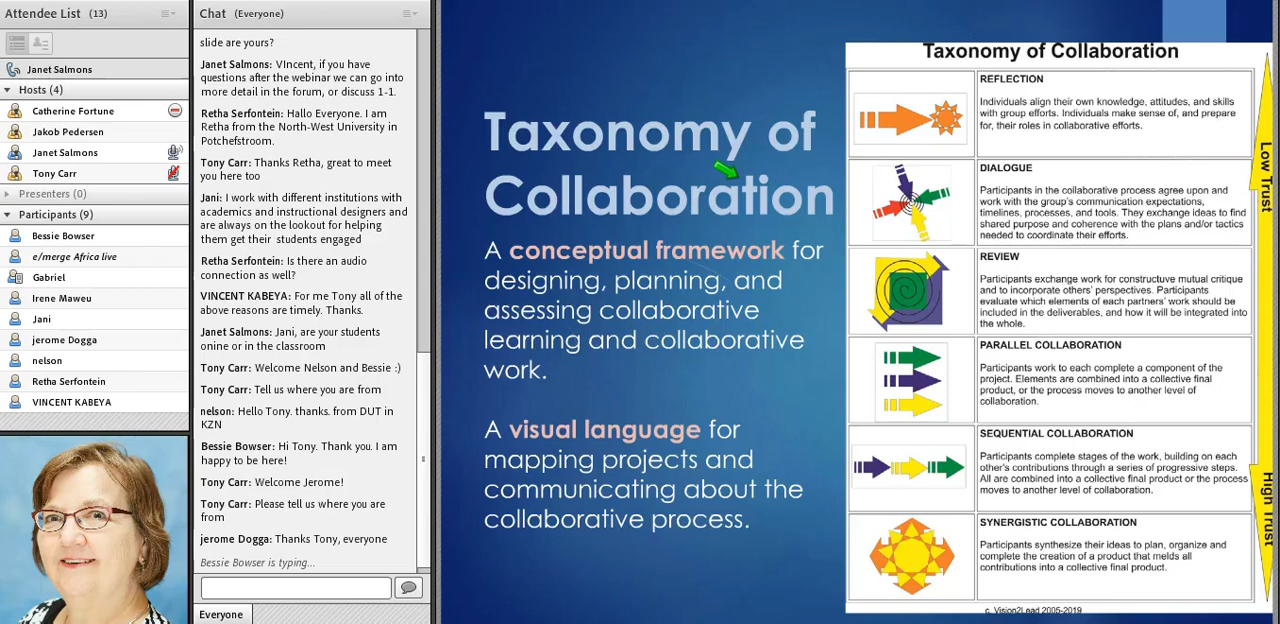 Attendee List (13)
Janet Salmons
Hosts (4)
Catherine Fortune
Jakob Pedersen
Janet Salmons
Tony Carr
Presenters (0)
Participants (9)
Bessie Bowser
e/merge Africa live
Gabriel
Irene Maweu
Jani
jerome Dogga
nelson
Retha Serfontein
VINCENT KABEYA
Chat (Everyone)
slide are yours?
Janet Salmons: VIncent, if you have
questions after the webinar we can go into
more detail in the forum, or discuss 1-1.
Retha Serfontein: Hallo Everyone. I am
Retha from the North-West University in
Potchefstroom.
Tony Carr: Thanks Retha, great to meet
you here too
Jani: I work with different institutions with
academics and instructional designers and
are always on the lookout for helping
them get their students engaged
Retha Serfontein: Is there an audio
connection as well?
VINCENT KABEYA: For me Tony all of the
above reasons are timely. Thanks.
Janet Salmons: Jani, are your students
onine or in the classroom
Tony Carr: Welcome Nelson and Bessie :)
Tony Carr: Tell us where you are from
nelson: Hello Tony. thanks. from DUT in
KZN
Bessie Bowser: Hi Tony. Thank you. I am
happy to be here!
Tony Carr: Welcome Jerome!
Tony Carr: Please tell us where you are
from
jerome Dogga: Thanks Tony, everyone
Bessie Bowser is typing...
Everyone
Taxonomy of
Collaboration
A conceptual framework for
designing, planning, and
assessing collaborative
learning and collaborative
work.
A visual language for
mapping projects and
communicating about the
collaborative process.
Taxonomy of Collaboration
REFLECTION
Individuals align their own knowledge, attitudes, and skills
with group efforts. Individuals make sense of, and prepare
for, their roles in collaborative efforts.
DIALOGUE
Participants in the collaborative process agree upon and
work with the group's communication expectations,
timelines, processes, and tools. They exchange ideas to find
shared purpose and coherence with the plans and/or tactics
needed to coordinate their efforts.
REVIEW
Participants exchange work for constructuve mutual critique
and to incorporate others' perspectives. Participants
evaluate which elements of each partners' work should be
included in the deliverables, and how it will be integrated into
the whole.
PARALLEL COLLABORATION
Participants work to each complete a component of the
project. Elements are combined into a collective final
product, or the process moves to another level of
collaboration.
SEQUENTIAL COLLABORATION
Participants complete stages of the work, building on each
other's contributions through a series of progressive steps.
All are combined into a collective final product or the process
moves to another level of collaboration.
SYNERGISTIC COLLABORATION
Participants synthesize their ideas to plan, organize and
complete the creation of a product that melds all
contributions into a collective final product.
Low Trust
High Trust
c. Vision2Lead 2005-2019